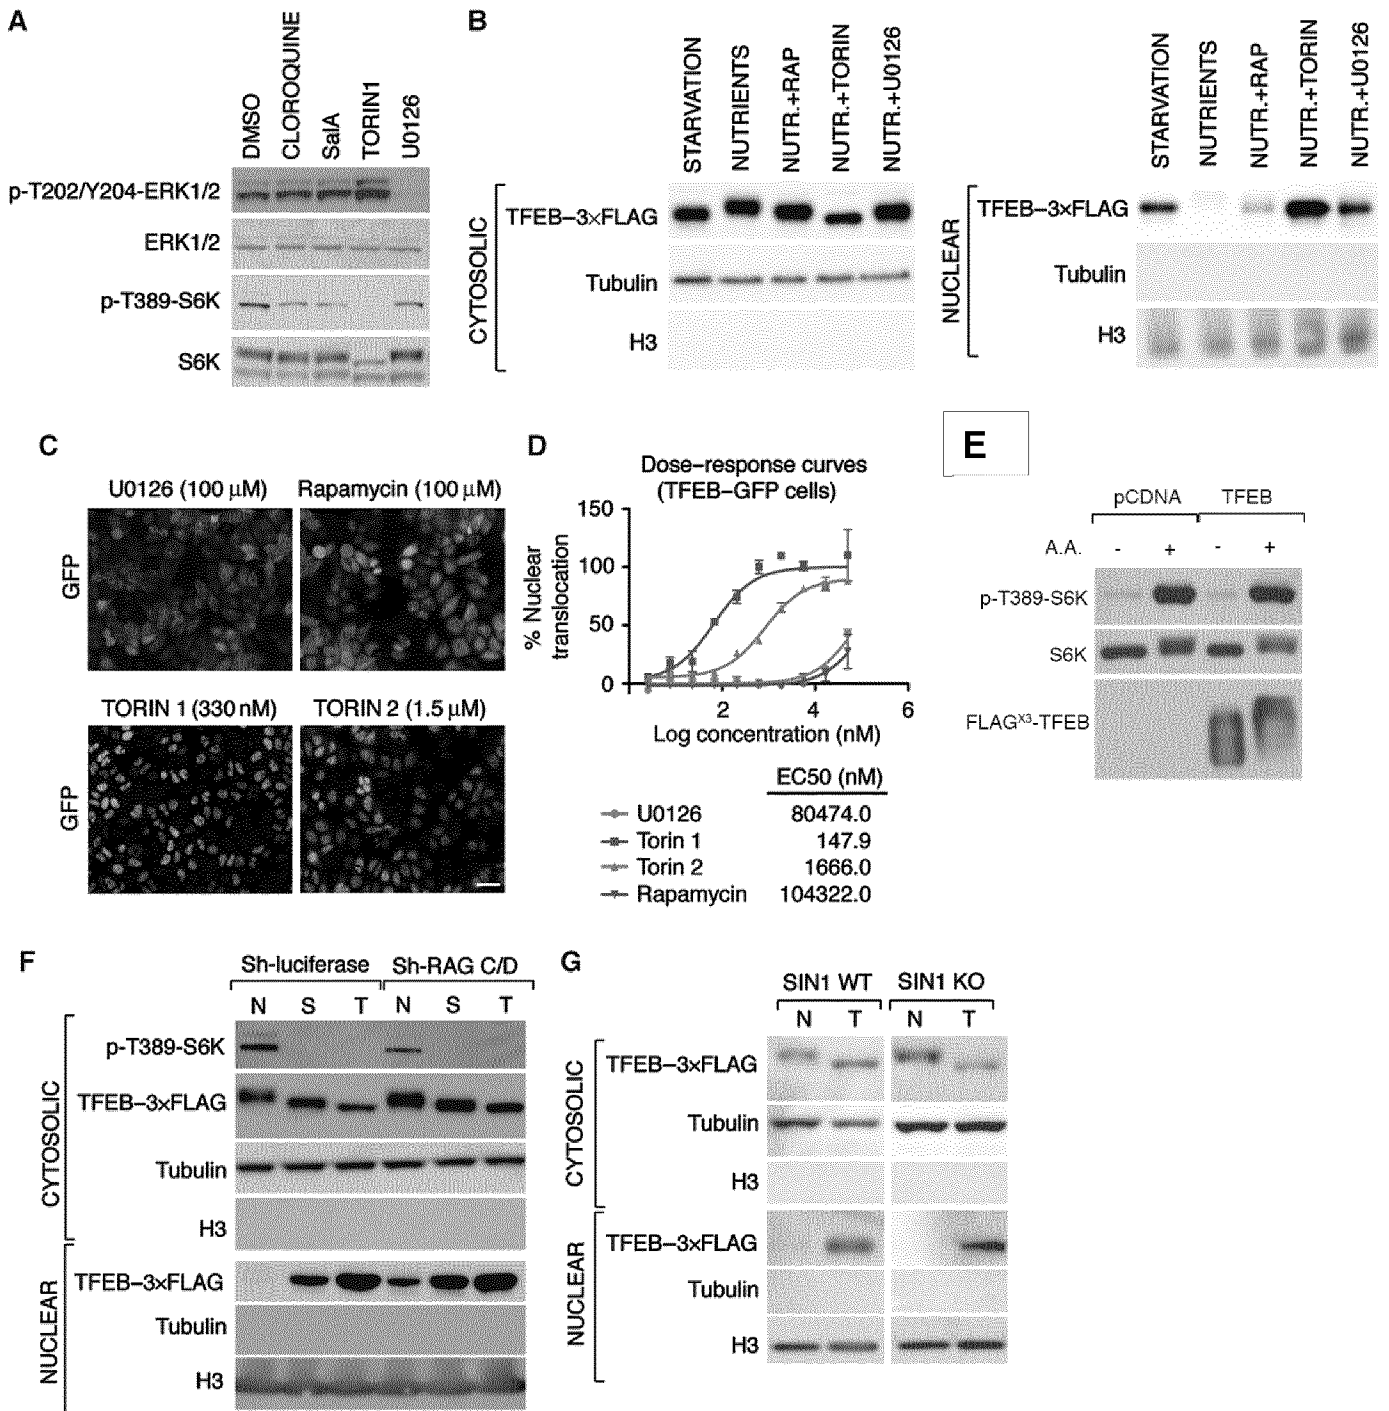 A
DMSO
CLOROQUINE
SalA
TORIN1
U0126
p-T202/Y204-ERK1/2
ERK1/2
p-T389-S6K
S6K
B
STARVATION
NUTRIENTS
NUTR.+RAP
NUTR.+TORIN
NUTR.+U0126
CYTOSOLIC
TFEB–3×FLAG
Tubulin
H3
STARVATION
NUTRIENTS
NUTR.+RAP
NUTR.+TORIN
NUTR.+U0126
NUCLEAR
TFEB–3×FLAG
Tubulin
H3
C
U0126 (100 μM)
Rapamycin (100 μM)
GFP
TORIN 1 (330 nM)
TORIN 2 (1.5 μM)
GFP
D
Dose–response curves
(TFEB–GFP cells)
% Nuclear
translocation
150
100
50
0
2
4
6
Log concentration (nM)
EC50 (nM)
U0126 80474.0
Torin 1 147.9
Torin 2 1666.0
Rapamycin 104322.0
E
pCDNA TFEB
A.A. - + - +
p-T389-S6K
S6K
FLAGX3-TFEB
F
Sh-luciferase Sh-RAG C/D
N S T N S T
CYTOSOLIC
p-T389-S6K
TFEB–3×FLAG
Tubulin
H3
NUCLEAR
TFEB–3×FLAG
Tubulin
H3
G
SIN1 WT SIN1 KO
N T N T
CYTOSOLIC
TFEB–3×FLAG
Tubulin
H3
NUCLEAR
TFEB–3×FLAG
Tubulin
H3